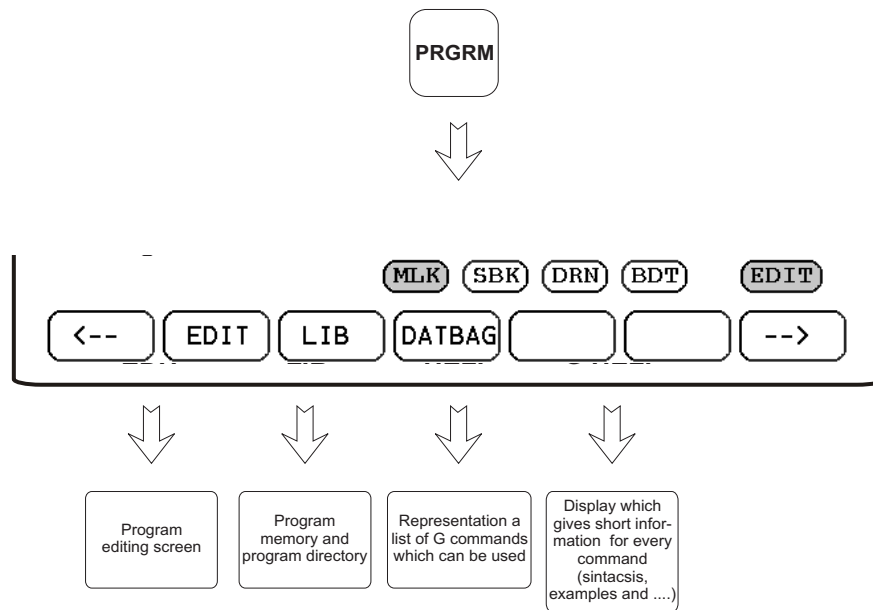 PRGRM
MLK SBK DRN BDT EDIT
<-- EDIT LIB DATBAG -->
Program
editing screen
Program
memory and
program directory
Representation a
list of G commands
which can be used
Display which
gives short infor-
mation for every
command
(sintacsis,
examples and ....)